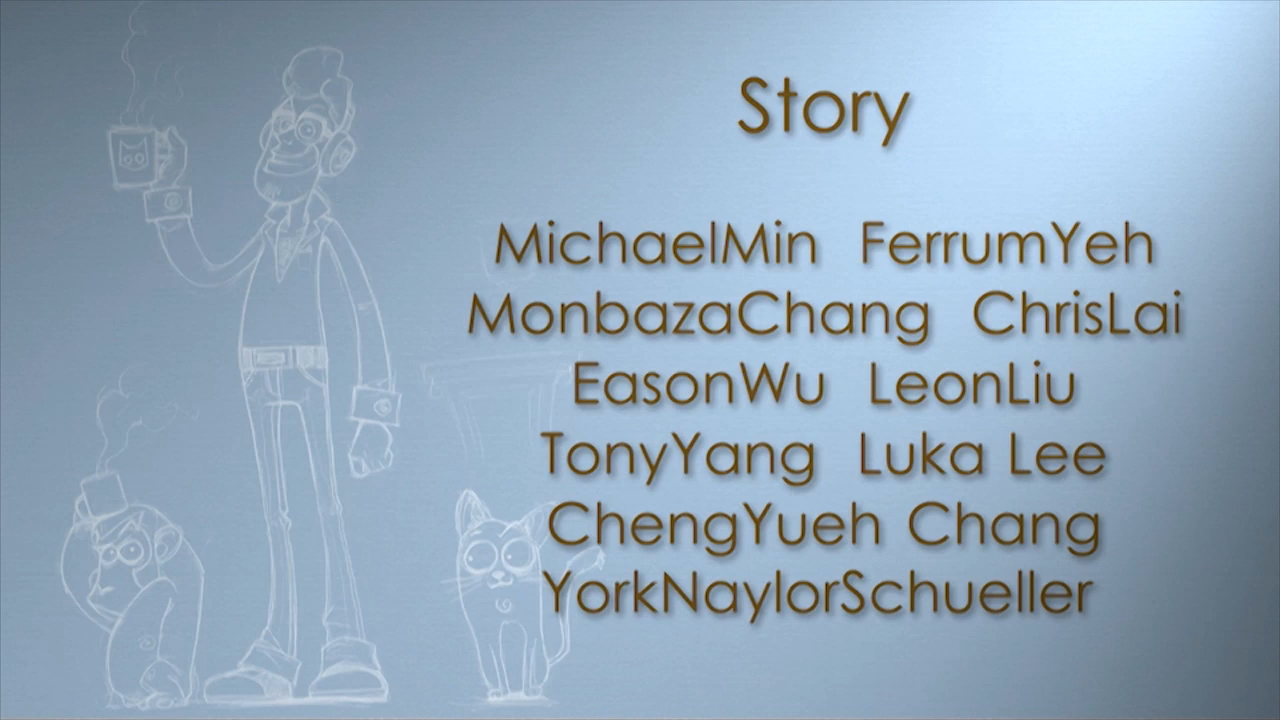 Story
MichaelMin FerrumYeh
MonbazaChang ChrisLai
EasonWu LeonLiu
TonyYang Luka Lee
ChengYueh Chang
YorkNaylorSchueller